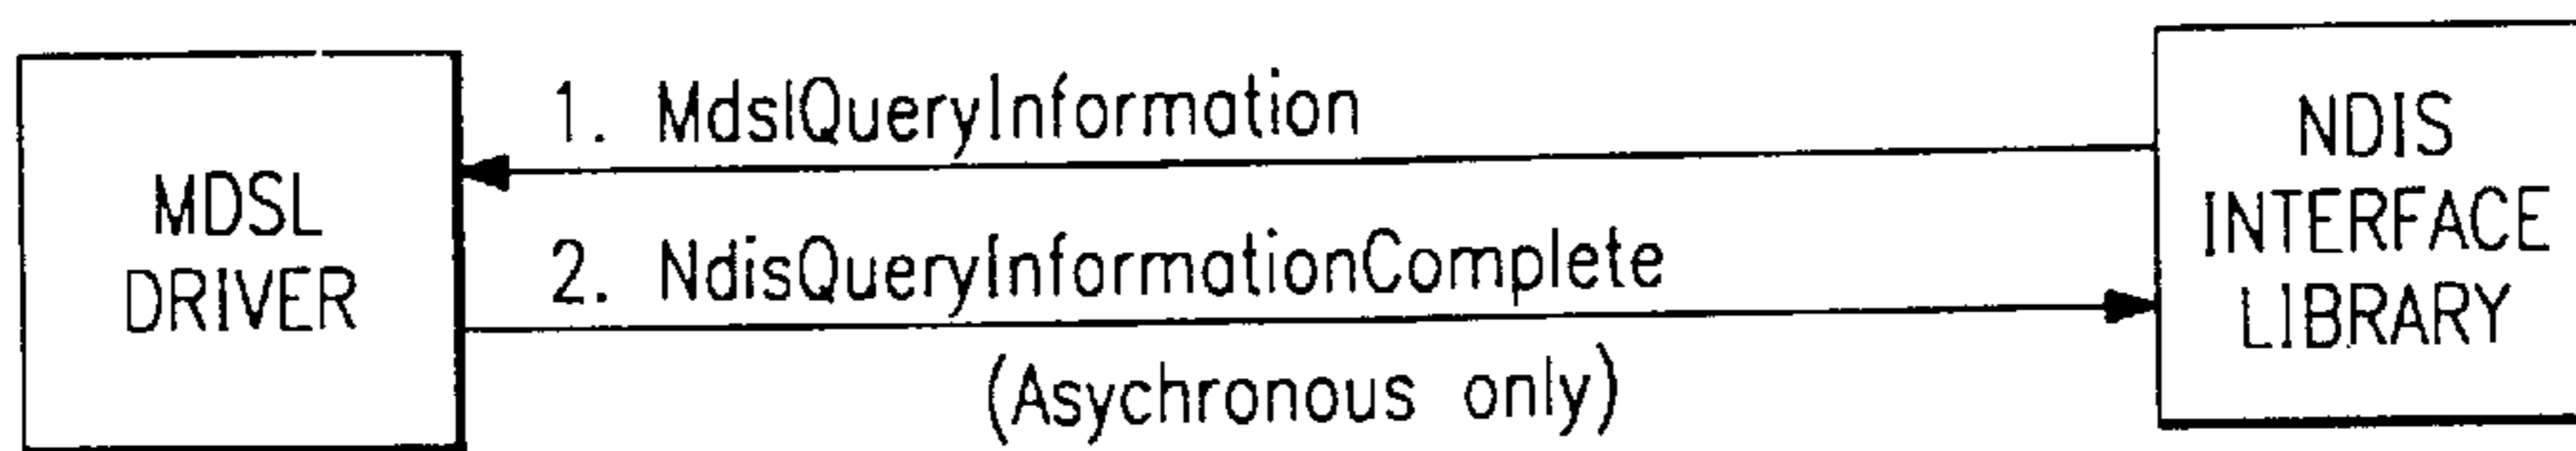 MDSL
DRIVER
1. MdslQueryInformation
2. NdisQueryInformationComplete
(Asychronous only)
NDIS
INTERFACE
LIBRARY